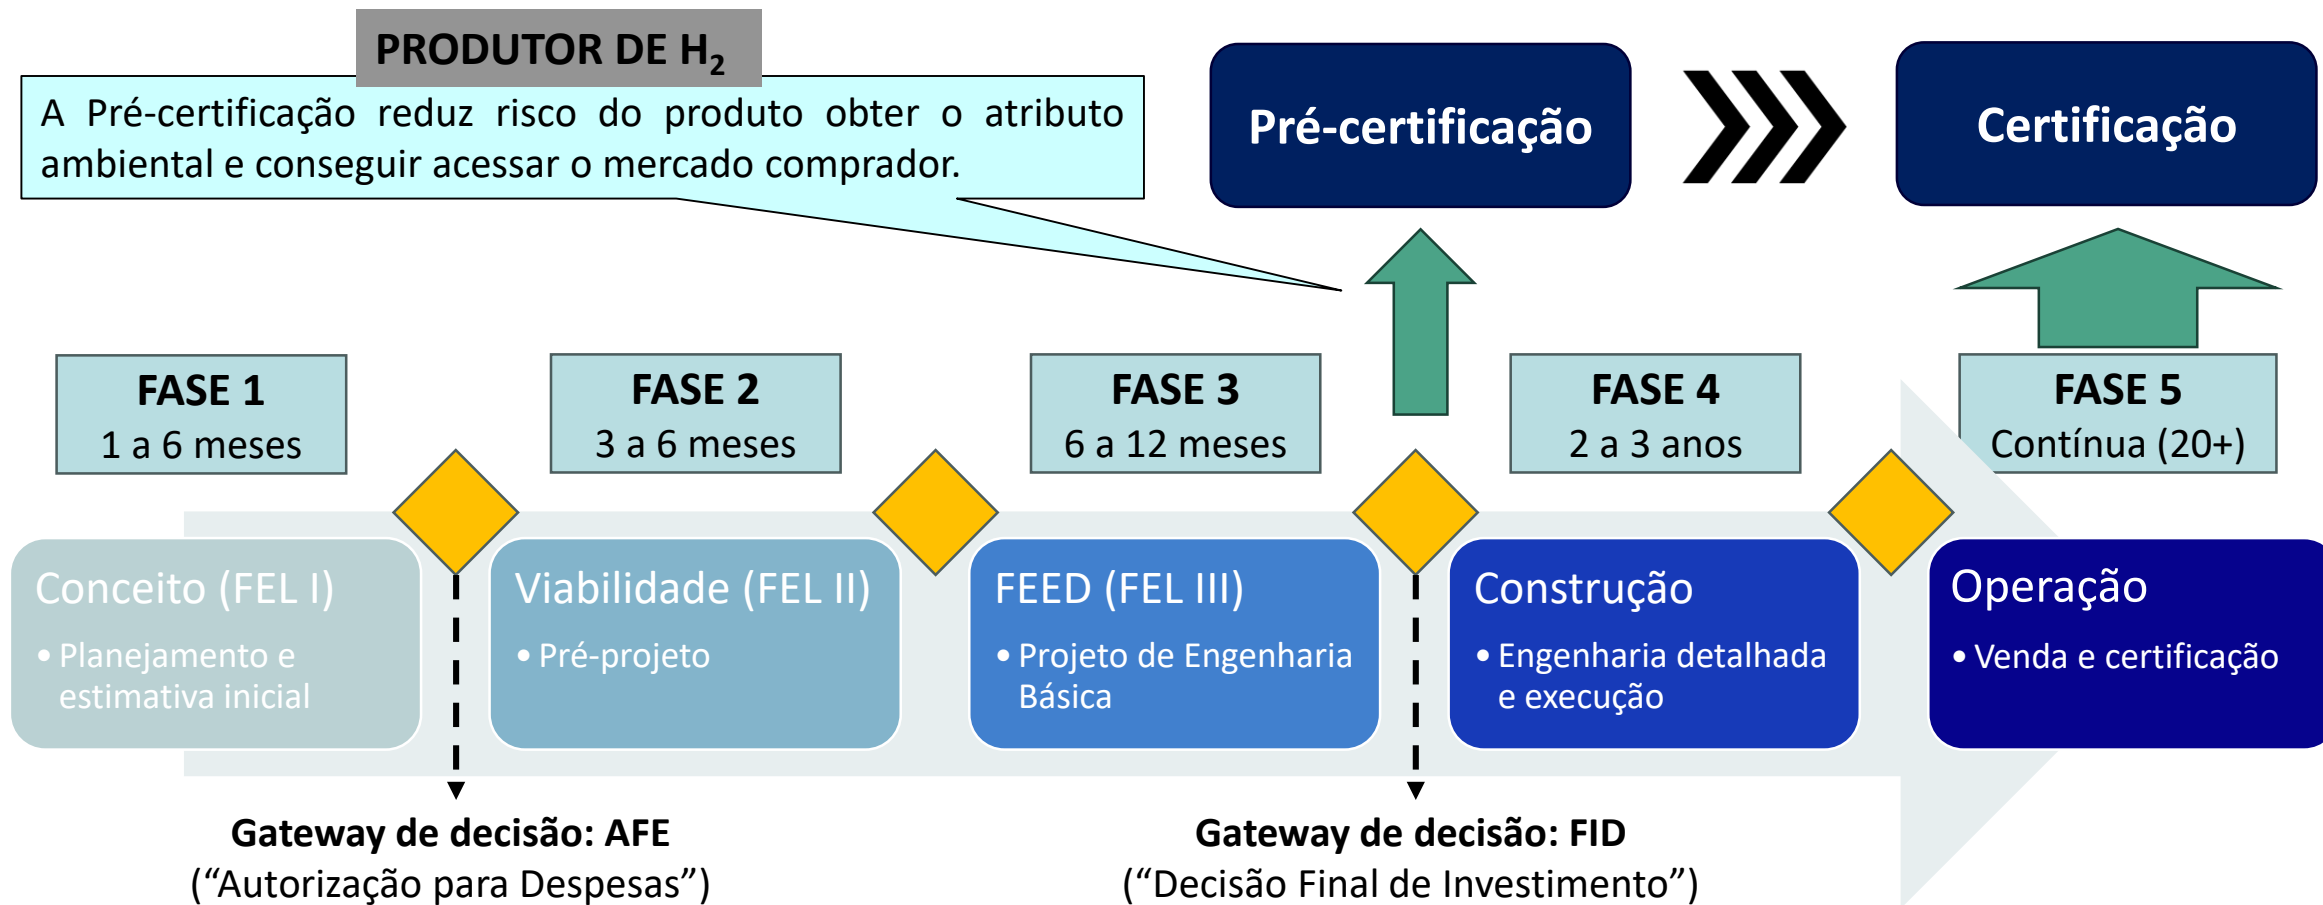 PRODUTOR DE H₂
A Pré-certificação reduz risco do produto obter o atributo
ambiental e conseguir acessar o mercado comprador.
Pré-certificação
Certificação
FASE 1
1 a 6 meses
FASE 2
3 a 6 meses
FASE 3
6 a 12 meses
FASE 4
2 a 3 anos
FASE 5
Contínua (20+)
Conceito (FEL I)
• Planejamento e
estimativa inicial
Viabilidade (FEL II)
• Pré-projeto
FEED (FEL III)
• Projeto de Engenharia
Básica
Construção
• Engenharia detalhada
e execução
Operação
• Venda e certificação
Gateway de decisão: AFE
(“Autorização para Despesas”)
Gateway de decisão: FID
(“Decisão Final de Investimento”)